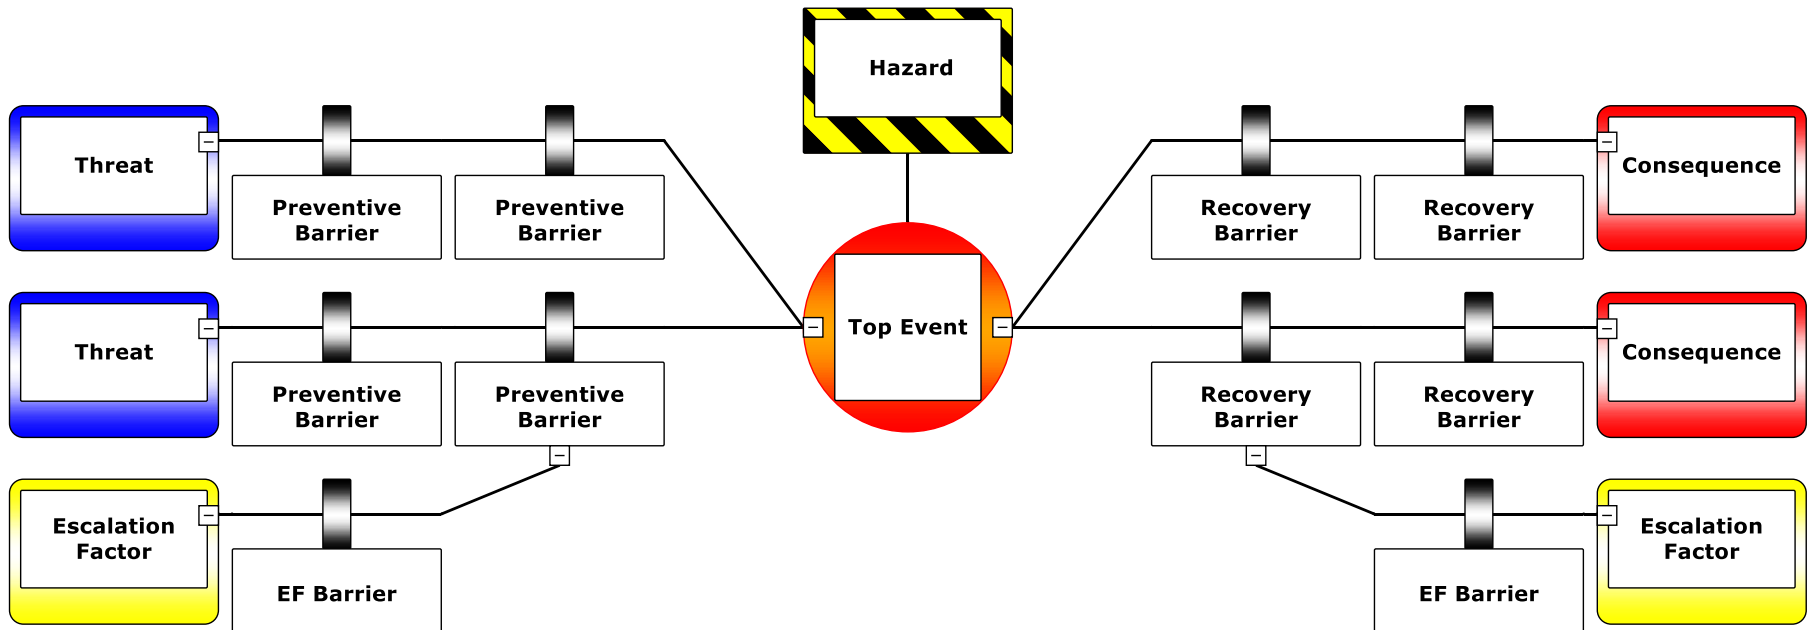 Hazard
Threat
Preventive
Barrier
Preventive
Barrier
Recovery
Barrier
Recovery
Barrier
Consequence
Threat
Preventive
Barrier
Preventive
Barrier
Top Event
Recovery
Barrier
Recovery
Barrier
Consequence
Escalation
Factor
EF Barrier
EF Barrier
Escalation
Factor